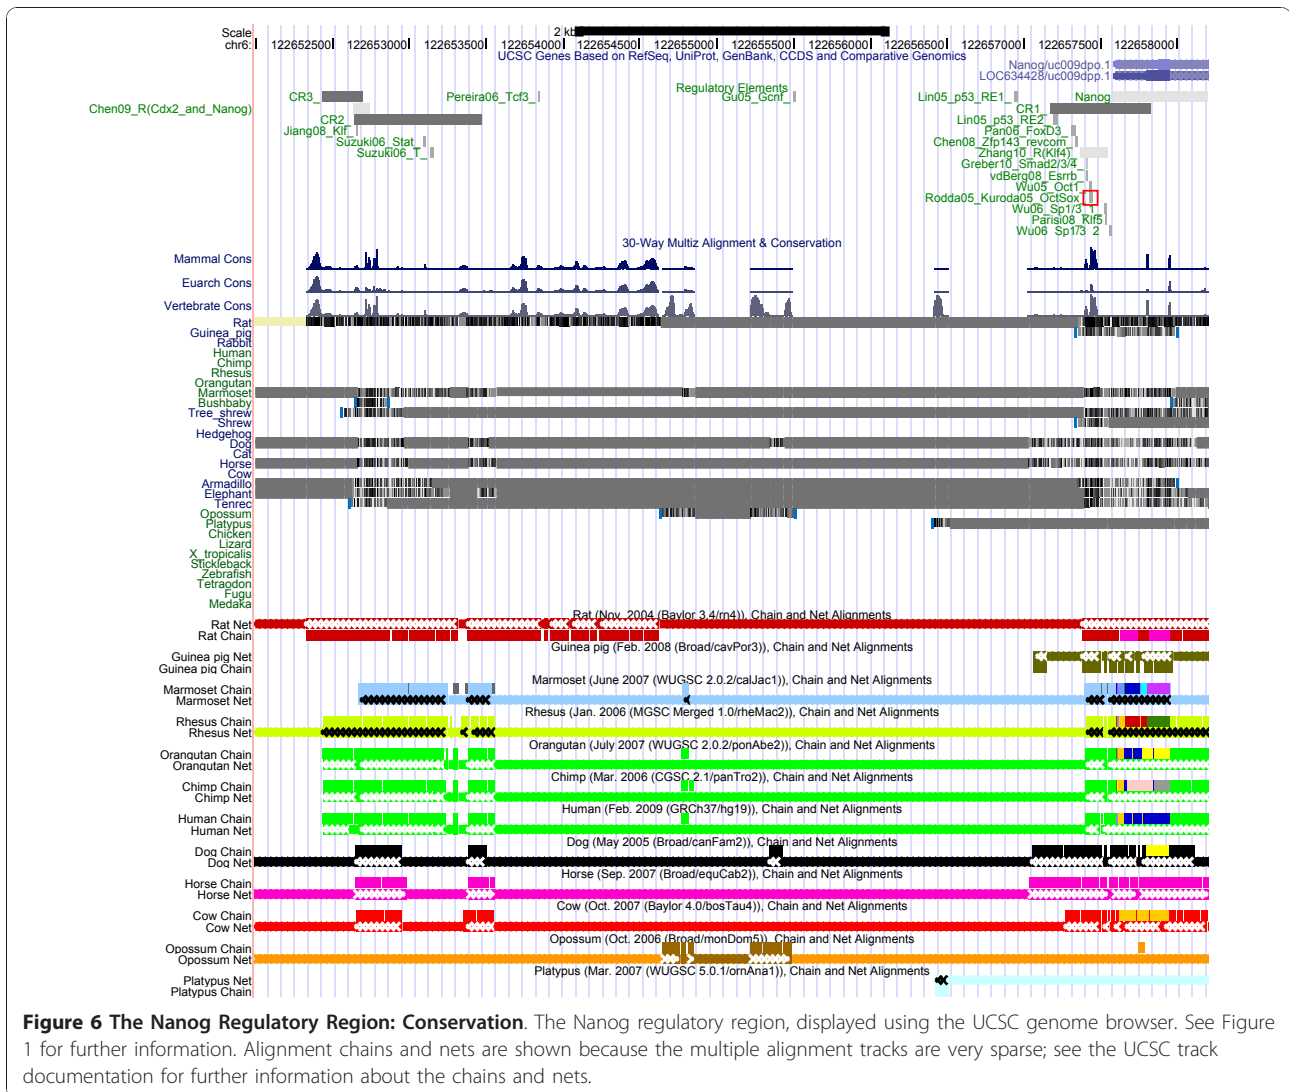 Scale 2 kb
chr6: 122652500 122653000 122653500 122654000 122654500 122655000 122655500 122656000 122656500 122657000 122657500 122658000
UCSC Genes Based on RefSeq, UniProt, GenBank, CCDS and Comparative Genomics
Nanog/uc009dpo.1
LOC634428/uc009dpp.1
Regulatory Elements
CR3_ Pereira06_Tcf3_ Gu05_Gcnf_ Lin05_p53_RE1_ Nanog
Chen09_R(Cdx2_and_Nanog) CR1_
CR2_ Lin05_p53_RE2_
Jiang08_Klf_ Pan06_FoxD3_
Suzuki06_Stat_ Chen08_Zfp143_revcom_
Suzuki06_T_ Zhang10_R(Klf4)_
Greber10_Smad2/3/4_
vdBerg08_Esrrb_
Wu05_Oct1_
Rodda05_Kuroda05_OctSox
Wu06_Sp1/3_1_
Parisi08_Klf5
Wu06_Sp1/3_2
30-Way Multiz Alignment & Conservation
Mammal Cons
Euarch Cons
Vertebrate Cons
Rat
Guinea_pig
Rabbit
Human
Chimp
Rhesus
Orangutan
Marmoset
Bushbaby
Tree_shrew
Shrew
Hedgehog
Dog
Cat
Horse
Cow
Armadillo
Elephant
Tenrec
Opossum
Platypus
Chicken
Lizard
X_tropicalis
Stickleback
Zebrafish
Tetraodon
Fugu
Medaka
Rat (Nov. 2004 (Baylor 3.4/rn4)), Chain and Net Alignments
Rat Net
Rat Chain
Guinea pig (Feb. 2008 (Broad/cavPor3)), Chain and Net Alignments
Guinea pig Net
Guinea pig Chain
Marmoset (June 2007 (WUGSC 2.0.2/calJac1)), Chain and Net Alignments
Marmoset Chain
Marmoset Net
Rhesus (Jan. 2006 (MGSC Merged 1.0/rheMac2)), Chain and Net Alignments
Rhesus Chain
Rhesus Net
Orangutan (July 2007 (WUGSC 2.0.2/ponAbe2)), Chain and Net Alignments
Orangutan Chain
Orangutan Net
Chimp (Mar. 2006 (CGSC 2.1/panTro2)), Chain and Net Alignments
Chimp Chain
Chimp Net
Human (Feb. 2009 (GRCh37/hg19)), Chain and Net Alignments
Human Chain
Human Net
Dog (May 2005 (Broad/canFam2)), Chain and Net Alignments
Dog Chain
Dog Net
Horse (Sep. 2007 (Broad/equCab2)), Chain and Net Alignments
Horse Chain
Horse Net
Cow (Oct. 2007 (Baylor 4.0/bosTau4)), Chain and Net Alignments
Cow Chain
Cow Net
Opossum (Oct. 2006 (Broad/monDom5)), Chain and Net Alignments
Opossum Chain
Opossum Net
Platypus (Mar. 2007 (WUGSC 5.0.1/ornAna1)), Chain and Net Alignments
Platypus Net
Platypus Chain
Figure 6 The Nanog Regulatory Region: Conservation. The Nanog regulatory region, displayed using the UCSC genome browser. See Figure
1 for further information. Alignment chains and nets are shown because the multiple alignment tracks are very sparse; see the UCSC track
documentation for further information about the chains and nets.